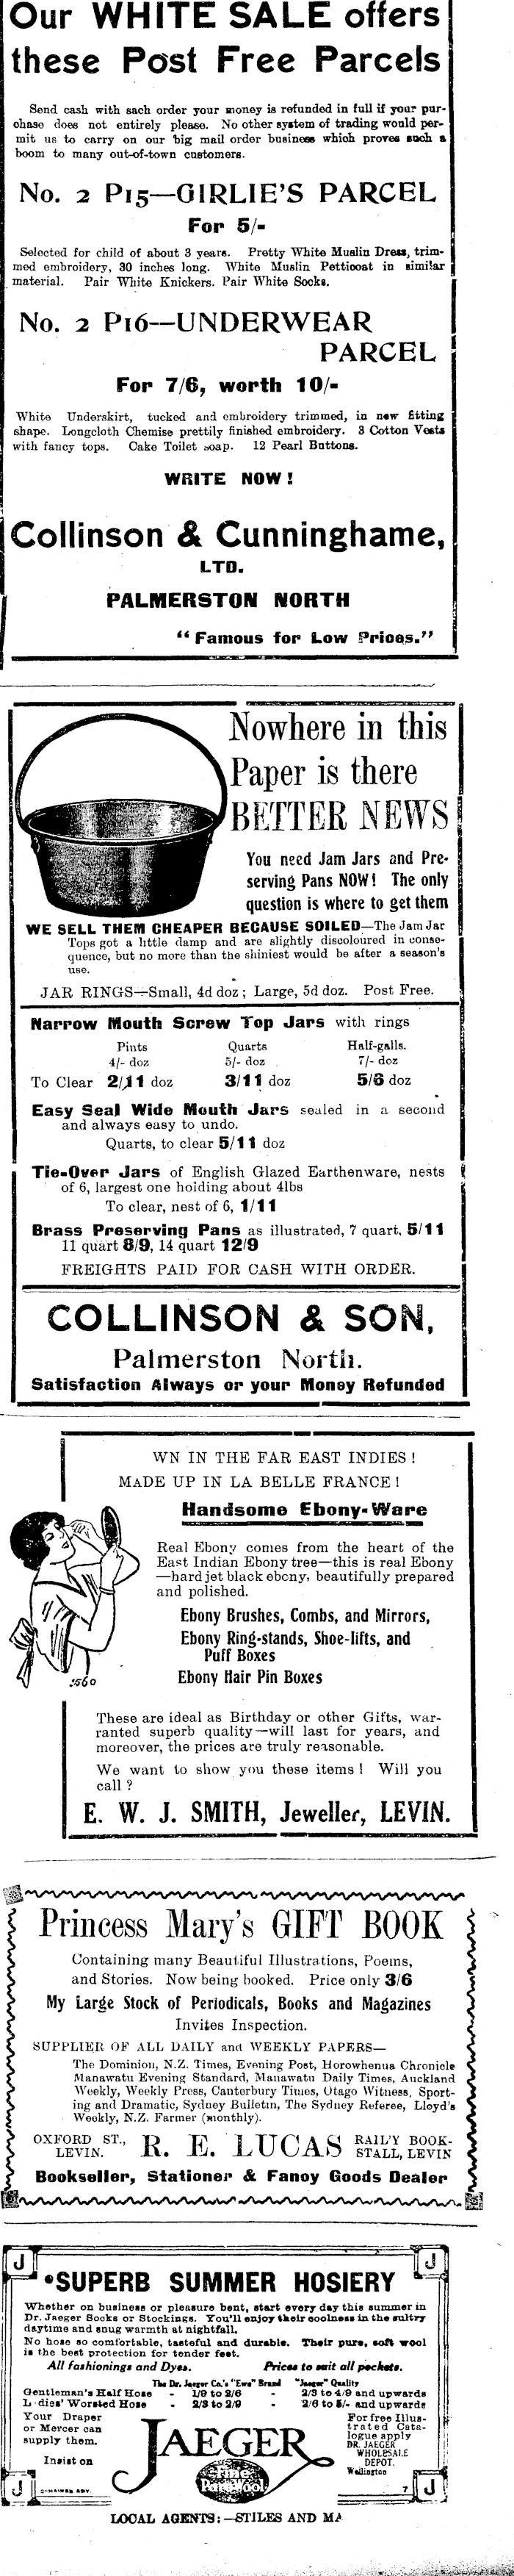 Our WHITE SALE offers
these Post Free Parcels
Send cash with sach order your money is refunded in full if your pur-
chase does not entirely please. No other system of trading would per-
mit us to carry on our big mail order business which proves such a
boom to many out-of-town customers.
No. 2 P15—GIRLIE'S PARCEL
For 5/-
Selected for child of about 3 years. Pretty White Muslin Dress, trim-
med embroidery, 30 inches long. White Muslin Petticoat in similar
material. Pair White Knickers. Pair White Socks.
No. 2 P16—UNDERWEAR
PARCEL
For 7/6, worth 10/-
White Underskirt, tucked and embroidery trimmed, in new fitting
shape. Longcloth Chemise prettily finished embroidery. 3 Cotton Vests
with fancy tops. Cake Toilet soap. 12 Pearl Buttons.
WRITE NOW!
Collinson & Cunninghame,
LTD.
PALMERSTON NORTH
"Famous for Low Prices."
Nowhere in this
Paper is there
BETTER NEWS
You need Jam Jars and Pre-
serving Pans NOW! The only
question is where to get them
WE SELL THEM CHEAPER BECAUSE SOILED—The Jam Jar
Tops got a little damp and are slightly discoloured in conse-
quence, but no more than the shiniest would be after a season's
use.
JAR RINGS—Small, 4d doz; Large, 5d doz. Post Free.
Narrow Mouth Screw Top Jars with rings
Pints Quarts Half-galls.
4/- doz 5/- doz 7/- doz
To Clear 2/11 doz 3/11 doz 5/6 doz
Easy Seal Wide Mouth Jars sealed in a second
and always easy to undo.
Quarts, to clear 5/11 doz
Tie-Over Jars of English Glazed Earthenware, nests
of 6, largest one holding about 4lbs
To clear, nest of 6, 1/11
Brass Preserving Pans as illustrated, 7 quart, 5/11
11 quart 8/9, 14 quart 12/9
FREIGHTS PAID FOR CASH WITH ORDER.
COLLINSON & SON,
Palmerston North.
Satisfaction Always or your Money Refunded
WN IN THE FAR EAST INDIES!
MADE UP IN LA BELLE FRANCE!
Handsome Ebony-Ware
Real Ebony comes from the heart of the
East Indian Ebony tree—this is real Ebony
—hard jet black ebony, beautifully prepared
and polished.
Ebony Brushes, Combs, and Mirrors,
Ebony Ring-stands, Shoe-lifts, and
Puff Boxes
Ebony Hair Pin Boxes
These are ideal as Birthday or other Gifts, war-
ranted superb quality—will last for years, and
moreover, the prices are truly reasonable.
We want to show you these items! Will you
call?
E. W. J. SMITH, Jeweller, LEVIN.
Princess Mary's GIFT BOOK
Containing many Beautiful Illustrations, Poems,
and Stories. Now being booked. Price only 3/6
My Large Stock of Periodicals, Books and Magazines
Invites Inspection.
SUPPLIER OF ALL DAILY and WEEKLY PAPERS—
The Dominion, N.Z. Times, Evening Post, Horowhenua Chronicle
Manawatu Evening Standard, Manawatu Daily Times, Auckland
Weekly, Weekly Press, Canterbury Times, Otago Witness, Sport-
ing and Dramatic, Sydney Bulletin, The Sydney Referee, Lloyd's
Weekly, N.Z. Farmer (monthly).
OXFORD ST., LEVIN. R. E. LUCAS RAIL'Y BOOK-
STALL, LEVIN
Bookseller, Stationer & Fancy Goods Dealer
J J
SUPERB SUMMER HOSIERY
Whether on business or pleasure bent, start every day this summer in
Dr. Jaeger Socks or Stockings. You'll enjoy their coolness in the sultry
daytime and snug warmth at nightfall.
No hose so comfortable, tasteful and durable. Their pure, soft wool
is the best protection for tender feet.
All fashionings and Dyes. Prices to suit all pockets.
The Dr. Jaeger Co.'s "Ewe" Brand "Jaeger" Quality
Gentleman's Half Hose - 1/9 to 2/6 - 2/3 to 4/9 and upwards
L dies' Worsted Hose - 2/3 to 2/9 - 2/6 to 5/- and upwards
Your Draper
or Mercer can
supply them.
Insist on
JAEGER
Fine
Pure Wool
For free Illus-
trated Cata-
logue apply
DR. JAEGER
WHOLESALE
DEPOT,
Wellington
J 7 J
LOCAL AGENTS:—STILES AND MA